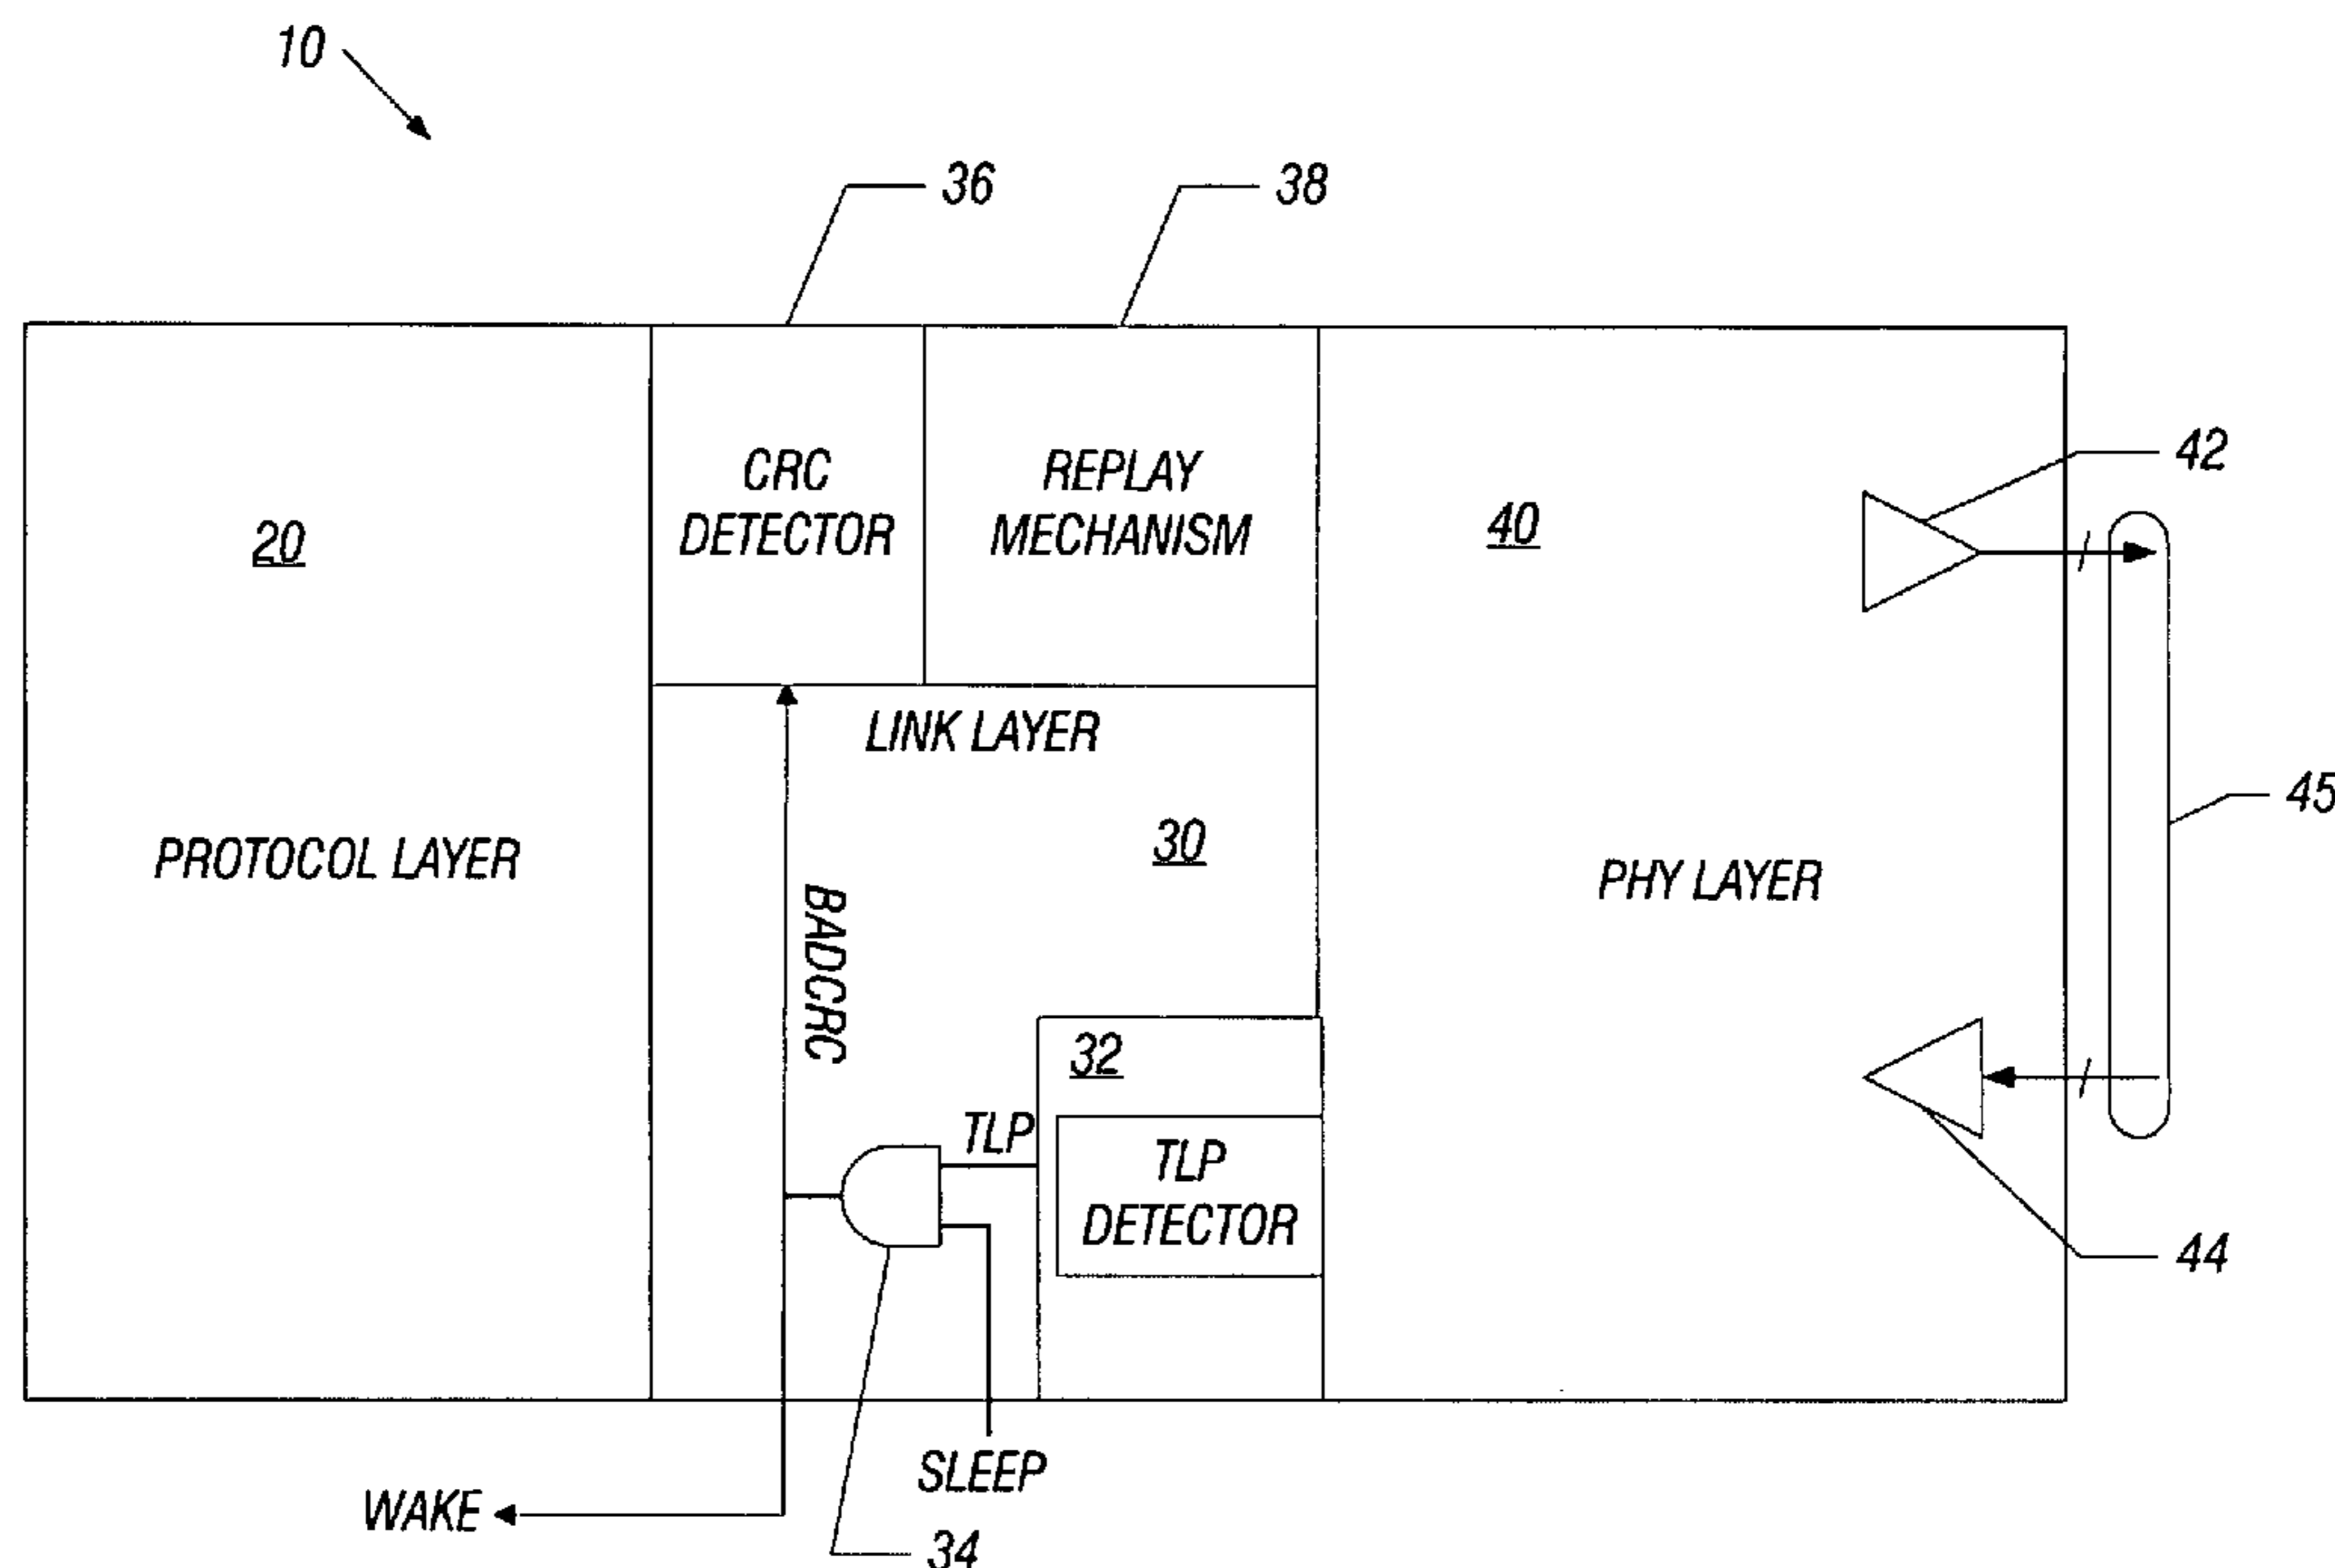 10
36
38
42
CRC
DETECTOR
REPLAY
MECHANISM
20
40
LINK LAYER
45
30
PROTOCOL LAYER
PHY LAYER
BADCRC
32
TLP
TLP
DETECTOR
44
SLEEP
WAKE
34